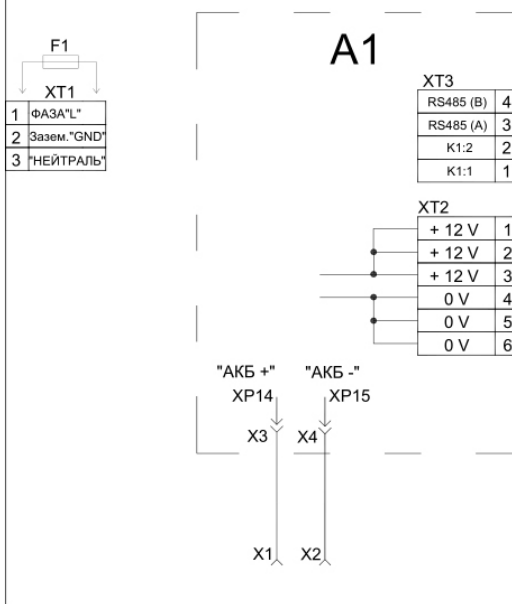 F1
A1
XT1
1 ФАЗА"L"
2 Зазем."GND"
3 "НЕЙТРАЛЬ"
XT3
RS485 (B) 4
RS485 (A) 3
K1:2 2
K1:1 1
XT2
+ 12 V 1
+ 12 V 2
+ 12 V 3
0 V 4
0 V 5
0 V 6
"АКБ +" "АКБ -"
XP14 XP15
X3 X4
X1 X2